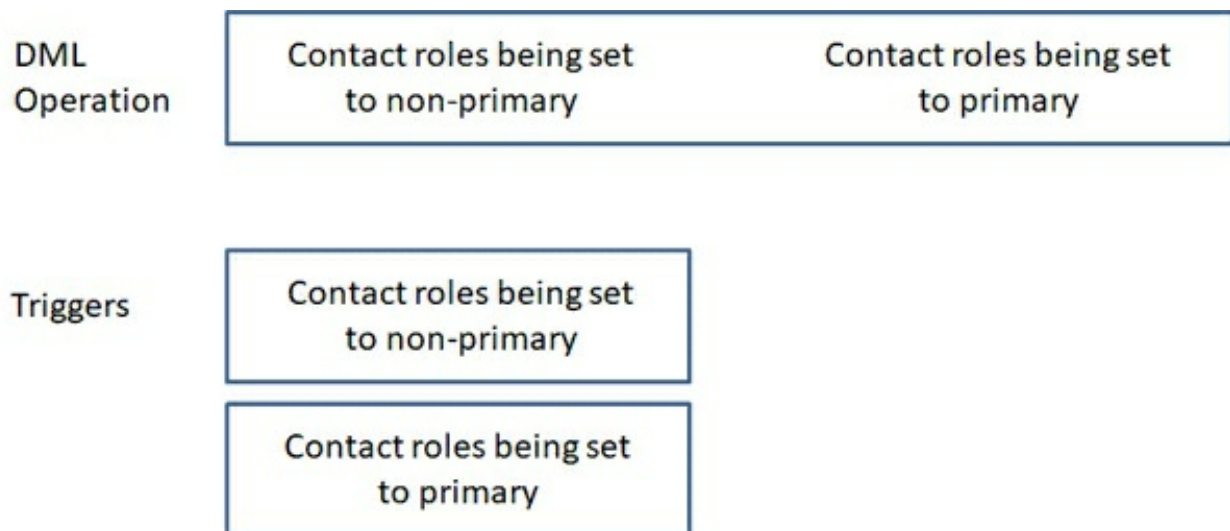 DML
Operation
Contact roles being set
to non-primary
Contact roles being set
to primary
Triggers
Contact roles being set
to non-primary
Contact roles being set
to primary